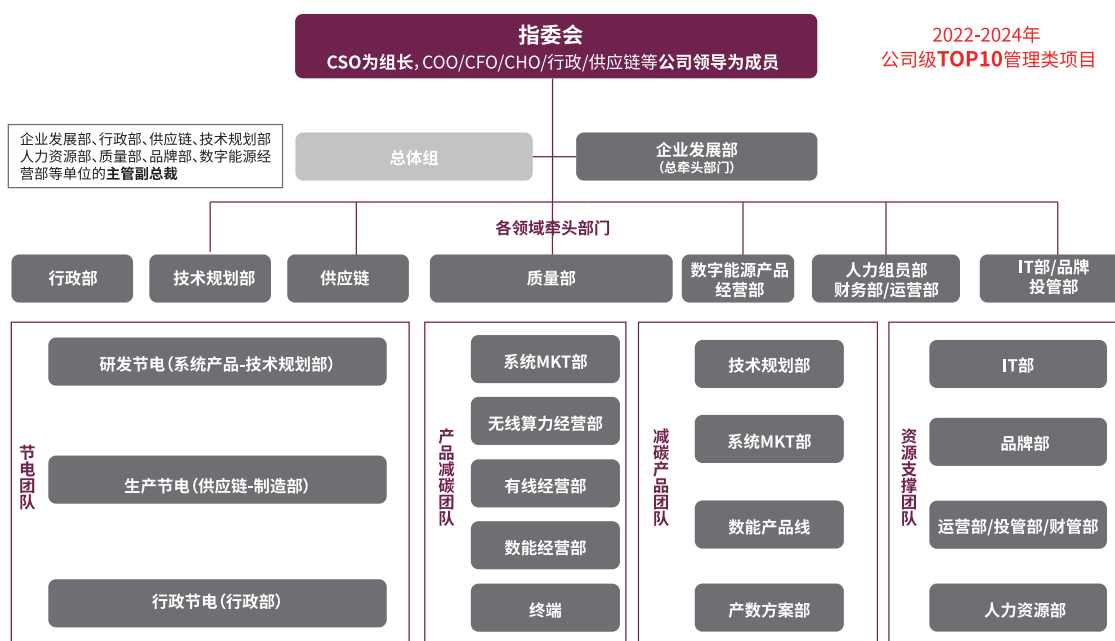 指委会
CSO为组长，COO/CFO/CHO/行政/供应链等公司领导为成员
2022-2024年
公司级TOP10管理类项目
企业发展部、行政部、供应链、技术规划部
人力资源部、质量部、品牌部、数字能源经
营部等单位的主管副总裁
总体组
企业发展部
(总牵头部门)
各领域牵头部门
行政部
技术规划部
供应链
质量部
数字能源产品
经营部
人力组员部
财务部/运营部
IT部/品牌
投管部
节电团队
研发节电(系统产品-技术规划部)
生产节电(供应链-制造部)
行政节电(行政部)
产品减碳团队
系统MKT部
无线算力经营部
有线经营部
数能经营部
终端
减碳产品团队
技术规划部
系统MKT部
数能产品线
产数方案部
资源支撑团队
IT部
品牌部
运营部/投管部/财管部
人力资源部